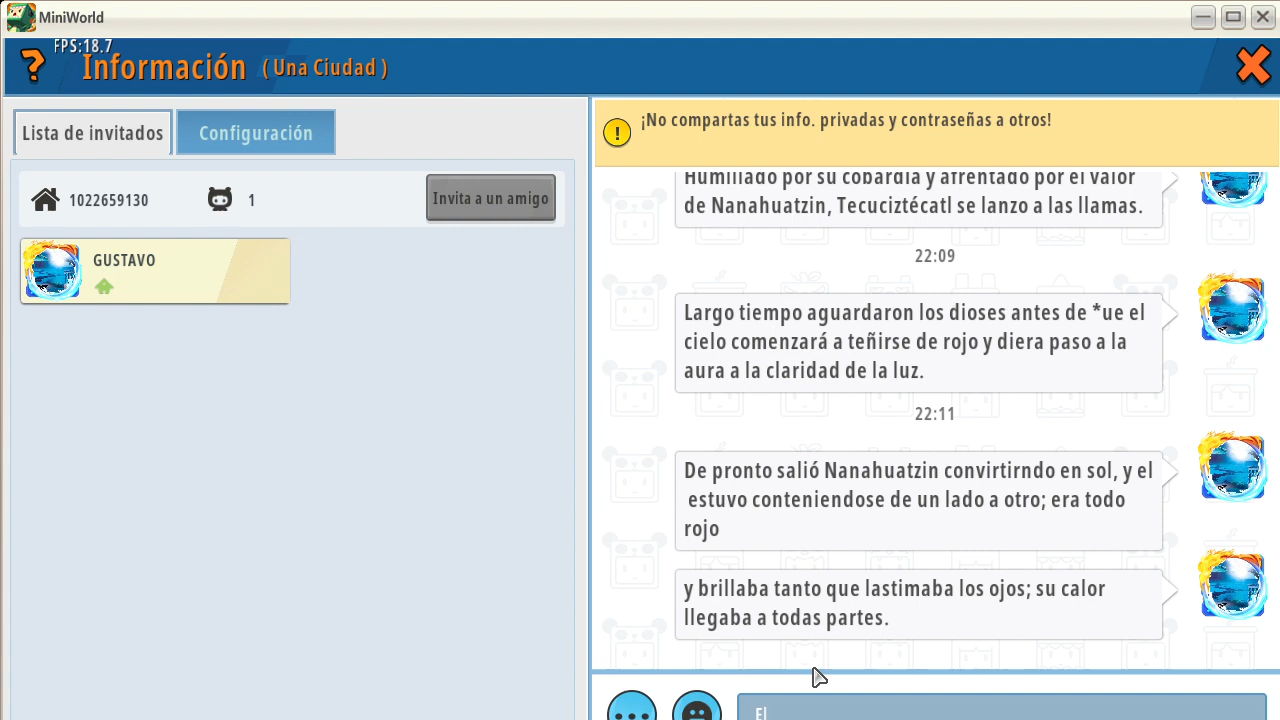 MiniWorld
FPS:18.7
Información
( Una Ciudad )
Lista de invitados
Configuración
1022659130
1
Invita a un amigo
GUSTAVO
¡No compartas tus info. privadas y contraseñas a otros!
Humillado por su cobardía y afrentado por el valor
de Nanahuatzin, Tecuciztécatl se lanzo a las llamas.
22:09
Largo tiempo aguardaron los dioses antes de *ue el
cielo comenzará a teñirse de rojo y diera paso a la
aura a la claridad de la luz.
22:11
De pronto salió Nanahuatzin convirtirndo en sol, y el
estuvo conteniendose de un lado a otro; era todo
rojo
y brillaba tanto que lastimaba los ojos; su calor
llegaba a todas partes.
El